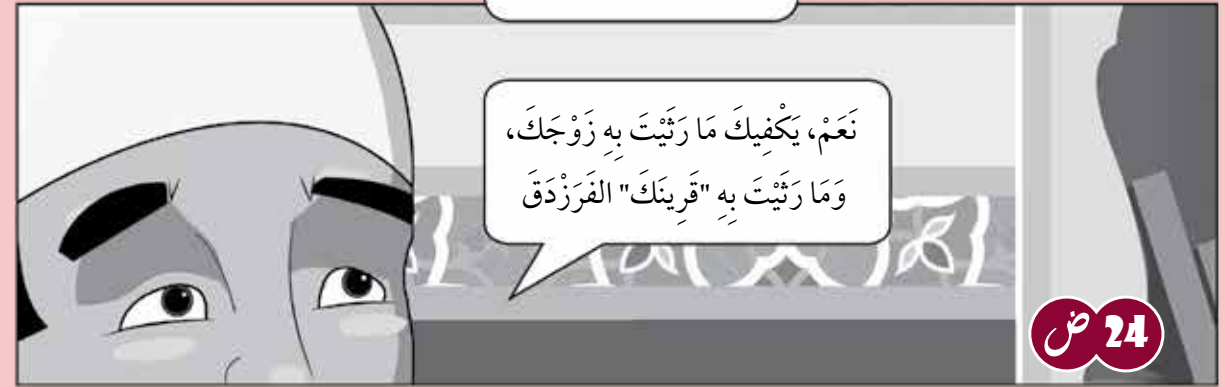 نَعَمْ، يَكْفِيكَ مَا رَثَيْتَ بِهِ زَوْجَكَ،
وَمَا رَثَيْتَ بِهِ "قَرِينَكَ" الفَرَزْدَقَ
24 ض